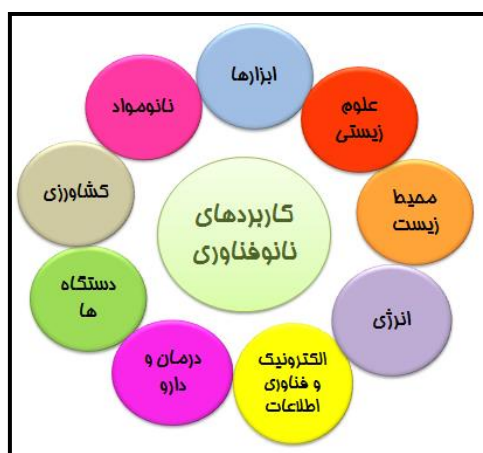 ابزارها
علوم
زیستی
محیط
زیست
انرژی
الکترونیک
و فناوری
اطلاعات
درمان و
دارو
دستگاه
ها
کشاورزی
نانومواد
کاربردهای
نانوفناوری